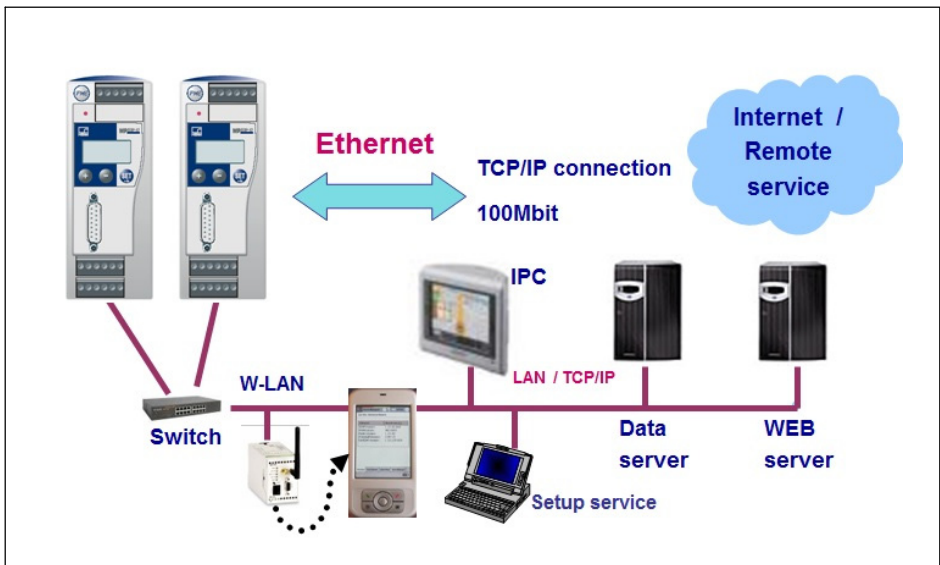 Ethernet
TCP/IP connection
100Mbit
Internet /
Remote
service
IPC
LAN / TCP/IP
W-LAN
Switch
Data
server
WEB
server
Setup service